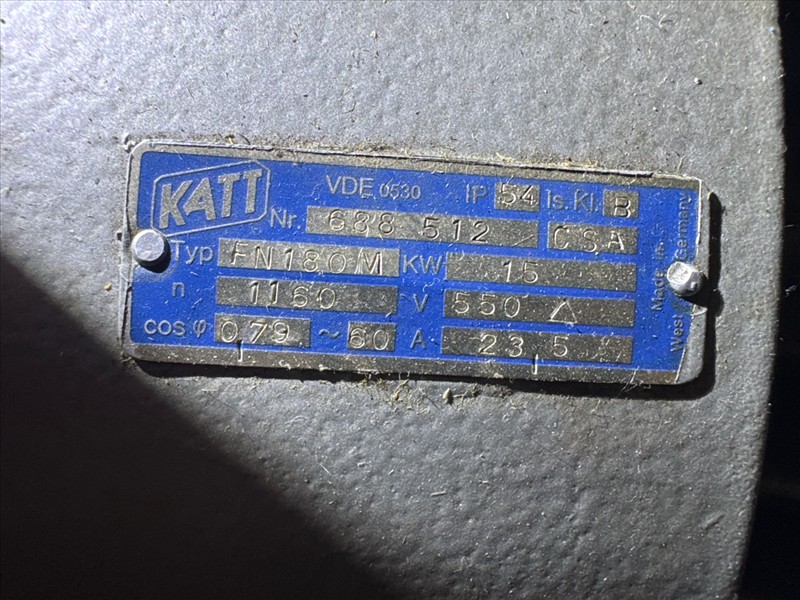 KATT VDE 0530 IP 54 Is.Kl. B
Nr. 688 512 CSA
Typ FN180M KW 15
n 1160 V 550 △
cos φ 0,79 ~ 60 A 23,5
Made in
West Germany